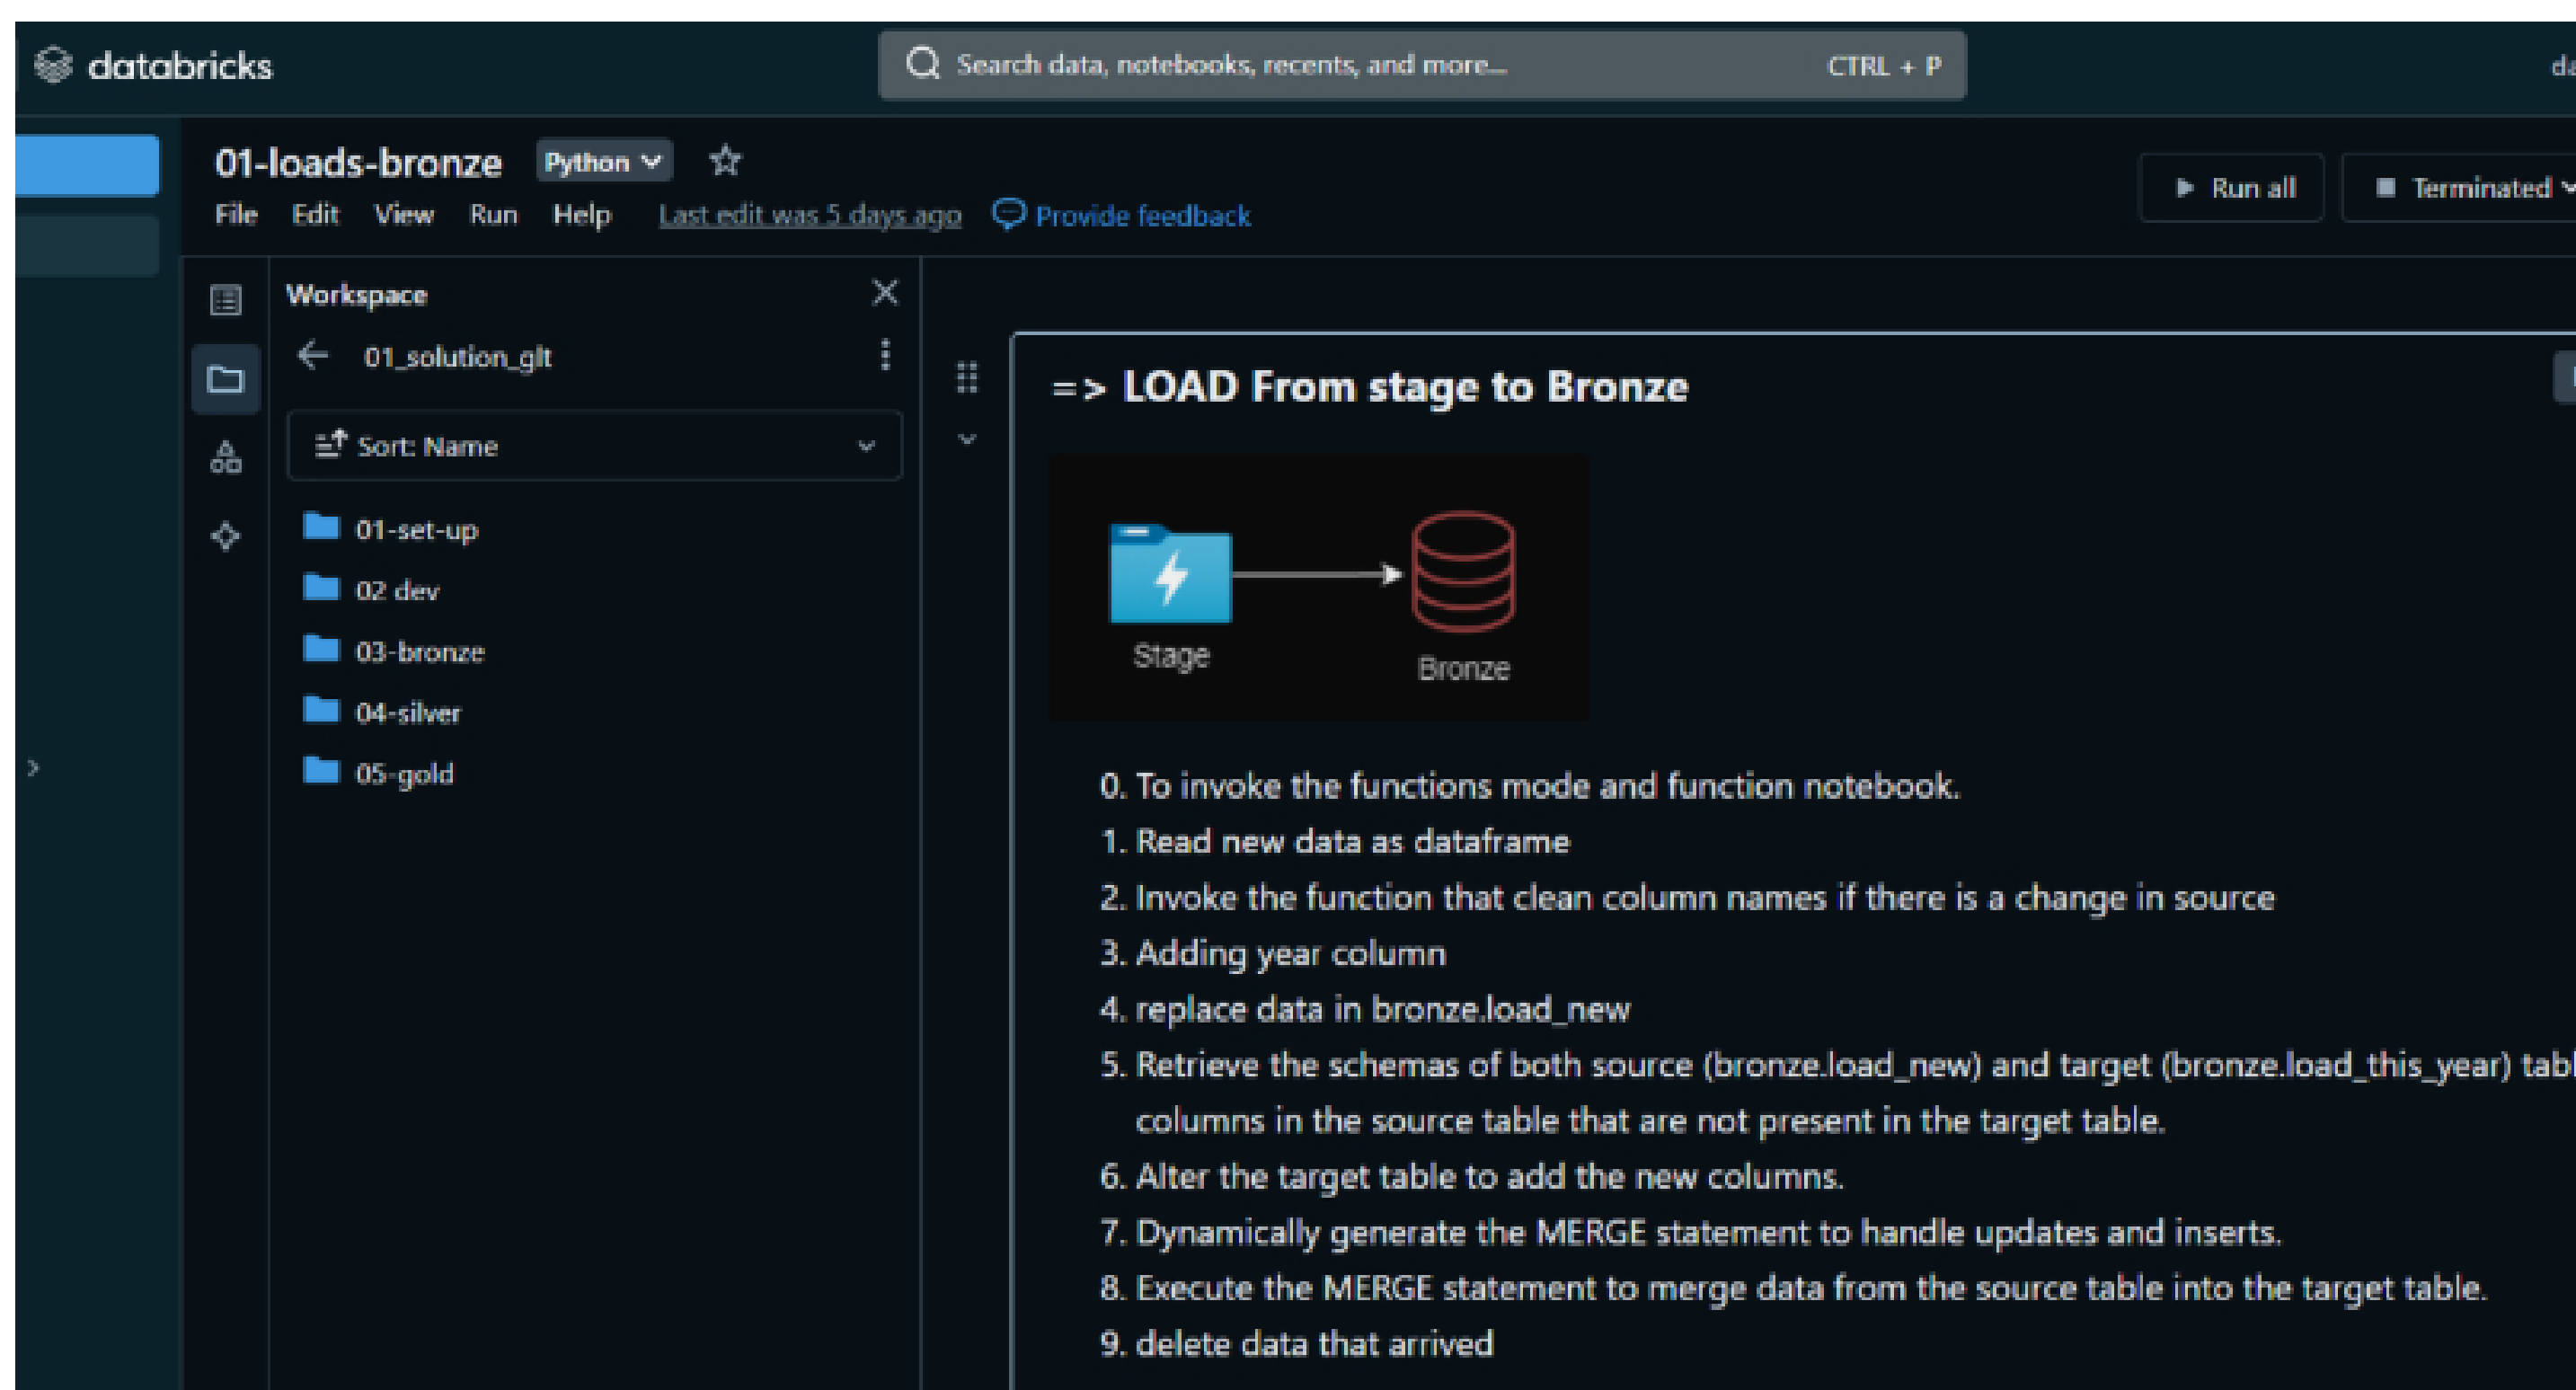 databricks
Search data, notebooks, recents, and more... CTRL + P
01-loads-bronze Python
File Edit View Run Help Last edit was 5 days ago Provide feedback
Run all Terminated
Workspace
01_solution_glt
Sort: Name
01-set-up
02 dev
03-bronze
04-silver
05-gold
=> LOAD From stage to Bronze
Stage
Bronze
0. To invoke the functions mode and function notebook.
1. Read new data as dataframe
2. Invoke the function that clean column names if there is a change in source
3. Adding year column
4. replace data in bronze.load_new
5. Retrieve the schemas of both source (bronze.load_new) and target (bronze.load_this_year)
columns in the source table that are not present in the target table.
6. Alter the target table to add the new columns.
7. Dynamically generate the MERGE statement to handle updates and inserts.
8. Execute the MERGE statement to merge data from the source table into the target table.
9. delete data that arrived